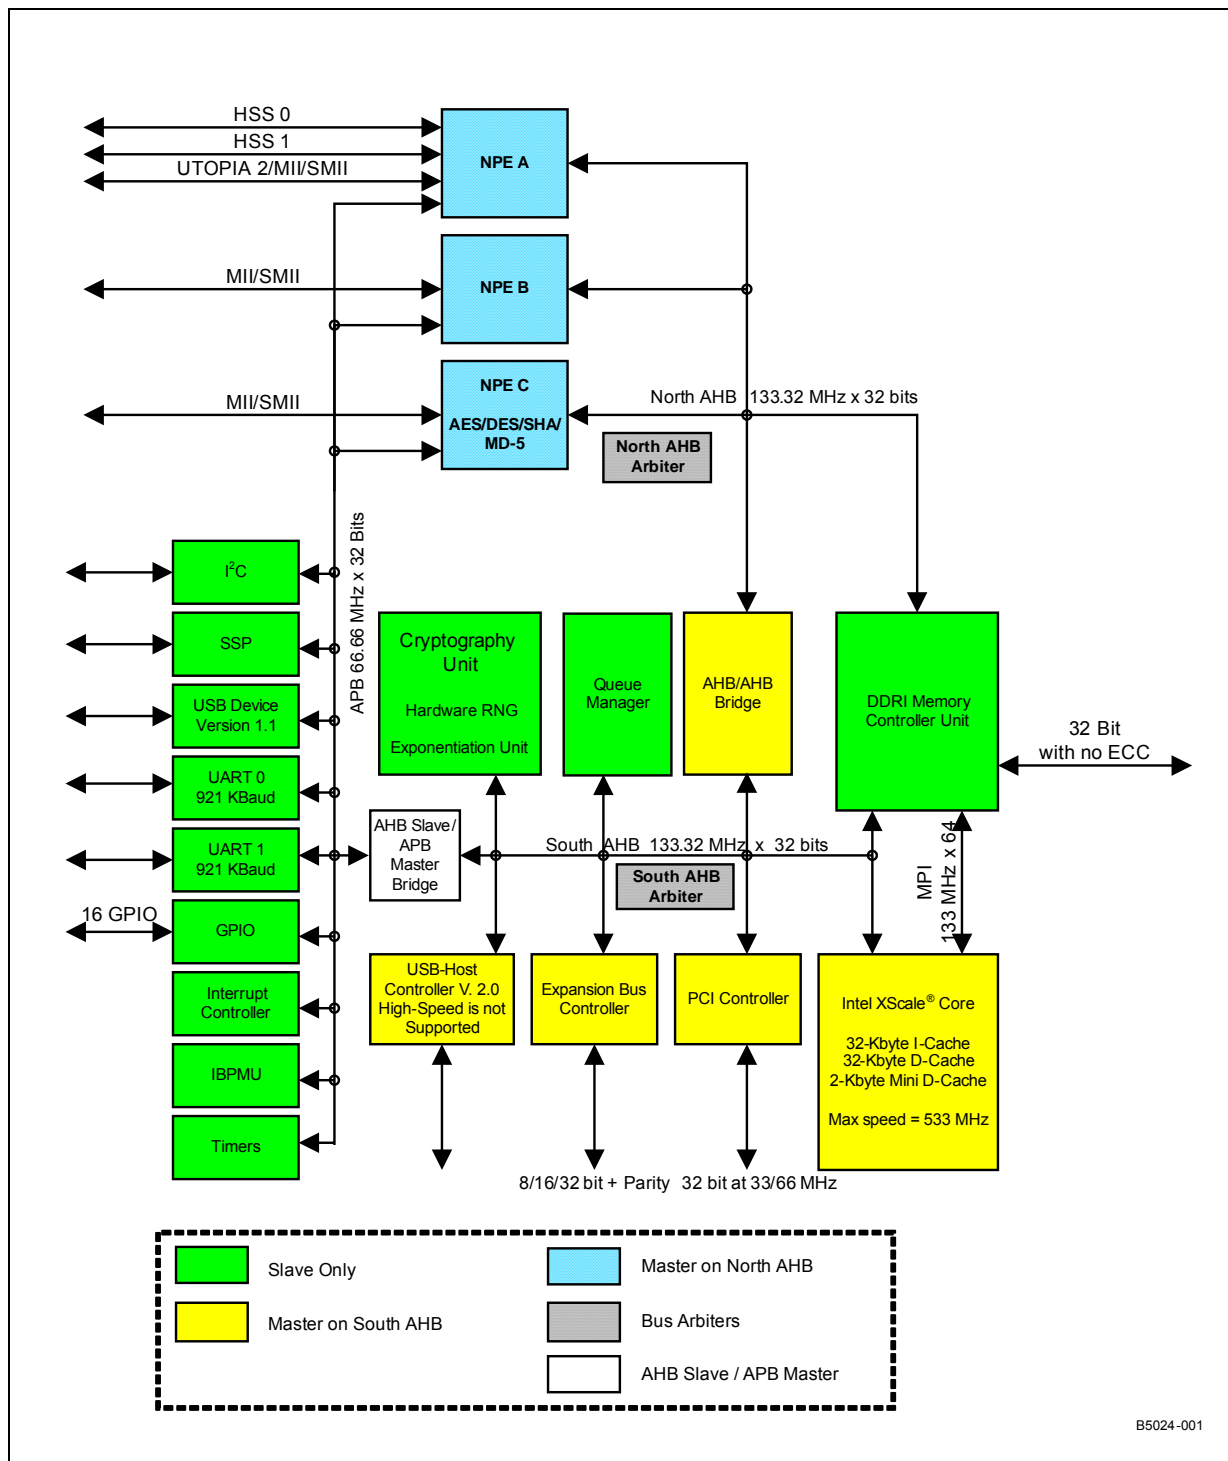 HSS 0
HSS 1
UTOPIA 2/MII/SMII
NPE A
MII/SMII
NPE B
MII/SMII
NPE C
AES/DES/SHA/
MD-5
North AHB 133.32 MHz x 32 bits
North AHB
Arbiter
APB 66.66 MHz x 32 Bits
I²C
SSP
USB Device
Version 1.1
UART 0
921 KBaud
UART 1
921 KBaud
16 GPIO
GPIO
Interrupt
Controller
IBPMU
Timers
Cryptography
Unit
Hardware RNG
Exponentiation Unit
Queue
Manager
AHB/AHB
Bridge
DDRI Memory
Controller Unit
32 Bit
with no ECC
AHB Slave /
APB
Master
Bridge
South AHB 133.32 MHz x 32 bits
South AHB
Arbiter
MPI
133 MHz x 64
USB-Host
Controller V. 2.0
High-Speed is not
Supported
Expansion Bus
Controller
PCI Controller
Intel XScale® Core
32-Kbyte I-Cache
32-Kbyte D-Cache
2-Kbyte Mini D-Cache
Max speed = 533 MHz
8/16/32 bit + Parity
32 bit at 33/66 MHz
Slave Only
Master on South AHB
Master on North AHB
Bus Arbiters
AHB Slave / APB Master
B5024-001